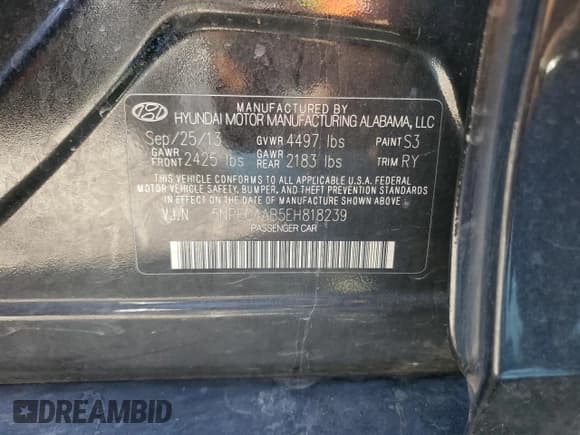 MANUFACTURED BY
HYUNDAI MOTOR MANUFACTURING ALABAMA, LLC
Sep/25/13 GVWR 4497 lbs PAINT S3
GAWR FRONT 2425 lbs GAWR REAR 2183 lbs TRIM RY
THIS VEHICLE CONFORMS TO ALL APPLICABLE U.S.A. FEDERAL
MOTOR VEHICLE SAFETY, BUMPER, AND THEFT PREVENTION STANDARDS
IN EFFECT ON THE DATE OF MANUFACTURE SHOWN ABOVE.
V.I.N
PASSENGER CAR
DREAMBID